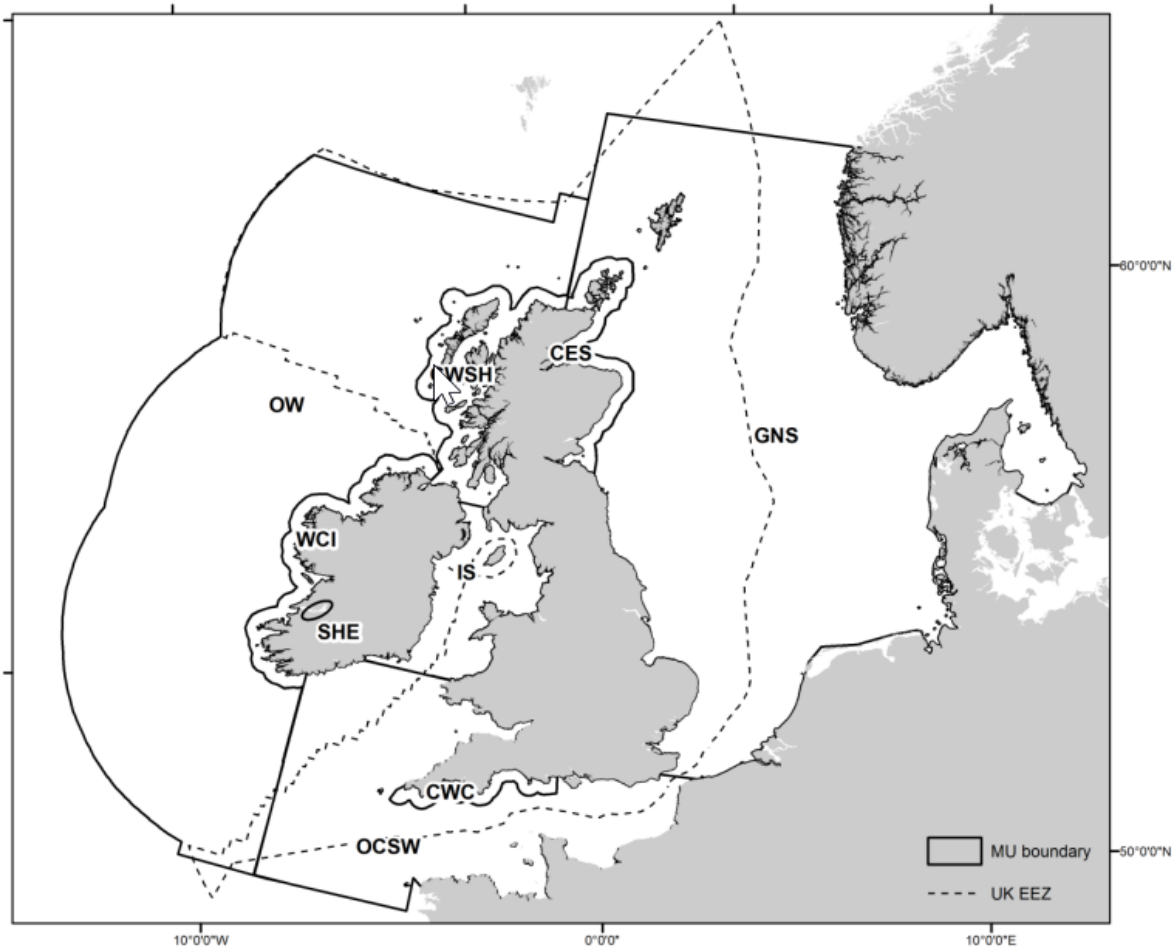 60°0'0"N
CES
WSH
OW
GNS
WCI
IS
SHE
CWC
OCSW
MU boundary
50°0'0"N
UK EEZ
10°0'0"W
0°0'0"
10°0'0"E